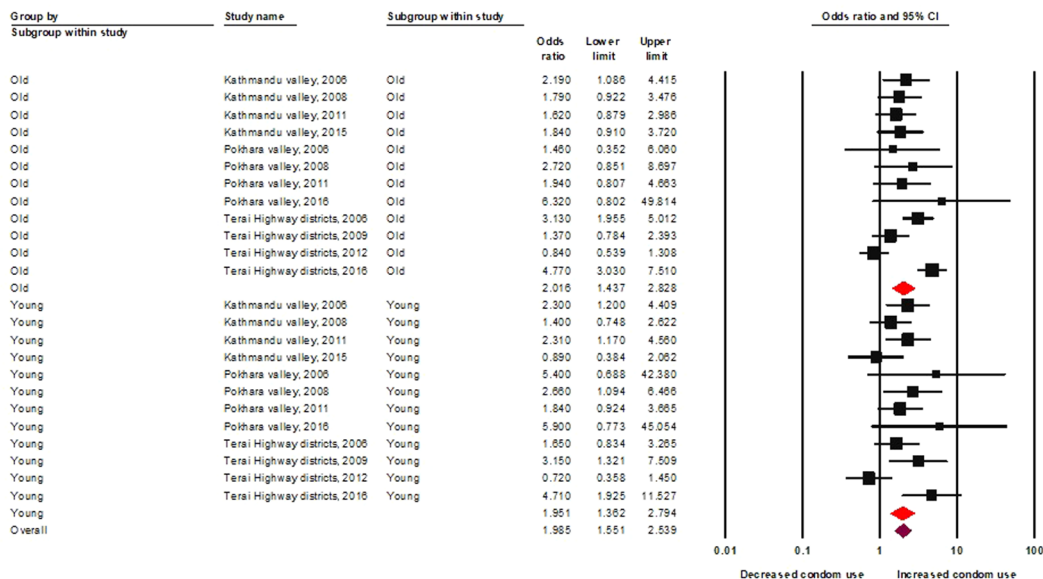 Group by Study name Subgroup within study Odds ratio and 95% CI
Subgroup within study
Odds Lower Upper
ratio limit limit
Old Kathmandu valley, 2006 Old 2.190 1.086 4.415
Old Kathmandu valley, 2008 Old 1.790 0.922 3.476
Old Kathmandu valley, 2011 Old 1.620 0.879 2.986
Old Kathmandu valley, 2015 Old 1.840 0.910 3.720
Old Pokhara valley, 2006 Old 1.460 0.352 6.060
Old Pokhara valley, 2008 Old 2.720 0.851 8.697
Old Pokhara valley, 2011 Old 1.940 0.807 4.663
Old Pokhara valley, 2016 Old 6.320 0.802 49.814
Old Terai Highway districts, 2006 Old 3.130 1.955 5.012
Old Terai Highway districts, 2009 Old 1.370 0.784 2.393
Old Terai Highway districts, 2012 Old 0.840 0.539 1.308
Old Terai Highway districts, 2016 Old 4.770 3.030 7.510
Old 2.016 1.437 2.828
Young Kathmandu valley, 2006 Young 2.300 1.200 4.409
Young Kathmandu valley, 2008 Young 1.400 0.748 2.622
Young Kathmandu valley, 2011 Young 2.310 1.170 4.560
Young Kathmandu valley, 2015 Young 0.890 0.384 2.062
Young Pokhara valley, 2006 Young 5.400 0.688 42.380
Young Pokhara valley, 2008 Young 2.660 1.094 6.466
Young Pokhara valley, 2011 Young 1.840 0.924 3.665
Young Pokhara valley, 2016 Young 5.900 0.773 45.054
Young Terai Highway districts, 2006 Young 1.650 0.834 3.265
Young Terai Highway districts, 2009 Young 3.150 1.321 7.509
Young Terai Highway districts, 2012 Young 0.720 0.358 1.450
Young Terai Highway districts, 2016 Young 4.710 1.925 11.527
Young 1.951 1.362 2.794
Overall 1.985 1.551 2.539
0.01 0.1 1 10 100
Decreased condom use Increased condom use